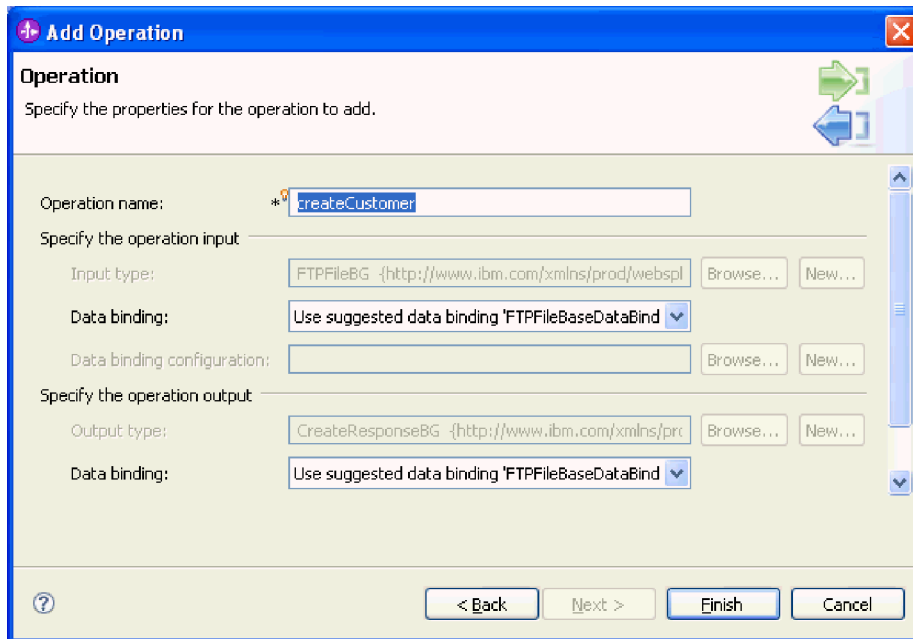 Add Operation
Operation
Specify the properties for the operation to add.
Operation name: * createCustomer
Specify the operation input
Input type: FTPFileBG {http://www.ibm.com/xmlns/prod/webspl Browse... New...
Data binding: Use suggested data binding 'FTPFileBaseDataBind
Data binding configuration: Browse... New...
Specify the operation output
Output type: CreateResponseBG {http://www.ibm.com/xmlns/pro Browse... New...
Data binding: Use suggested data binding 'FTPFileBaseDataBind
? < Back Next > Finish Cancel